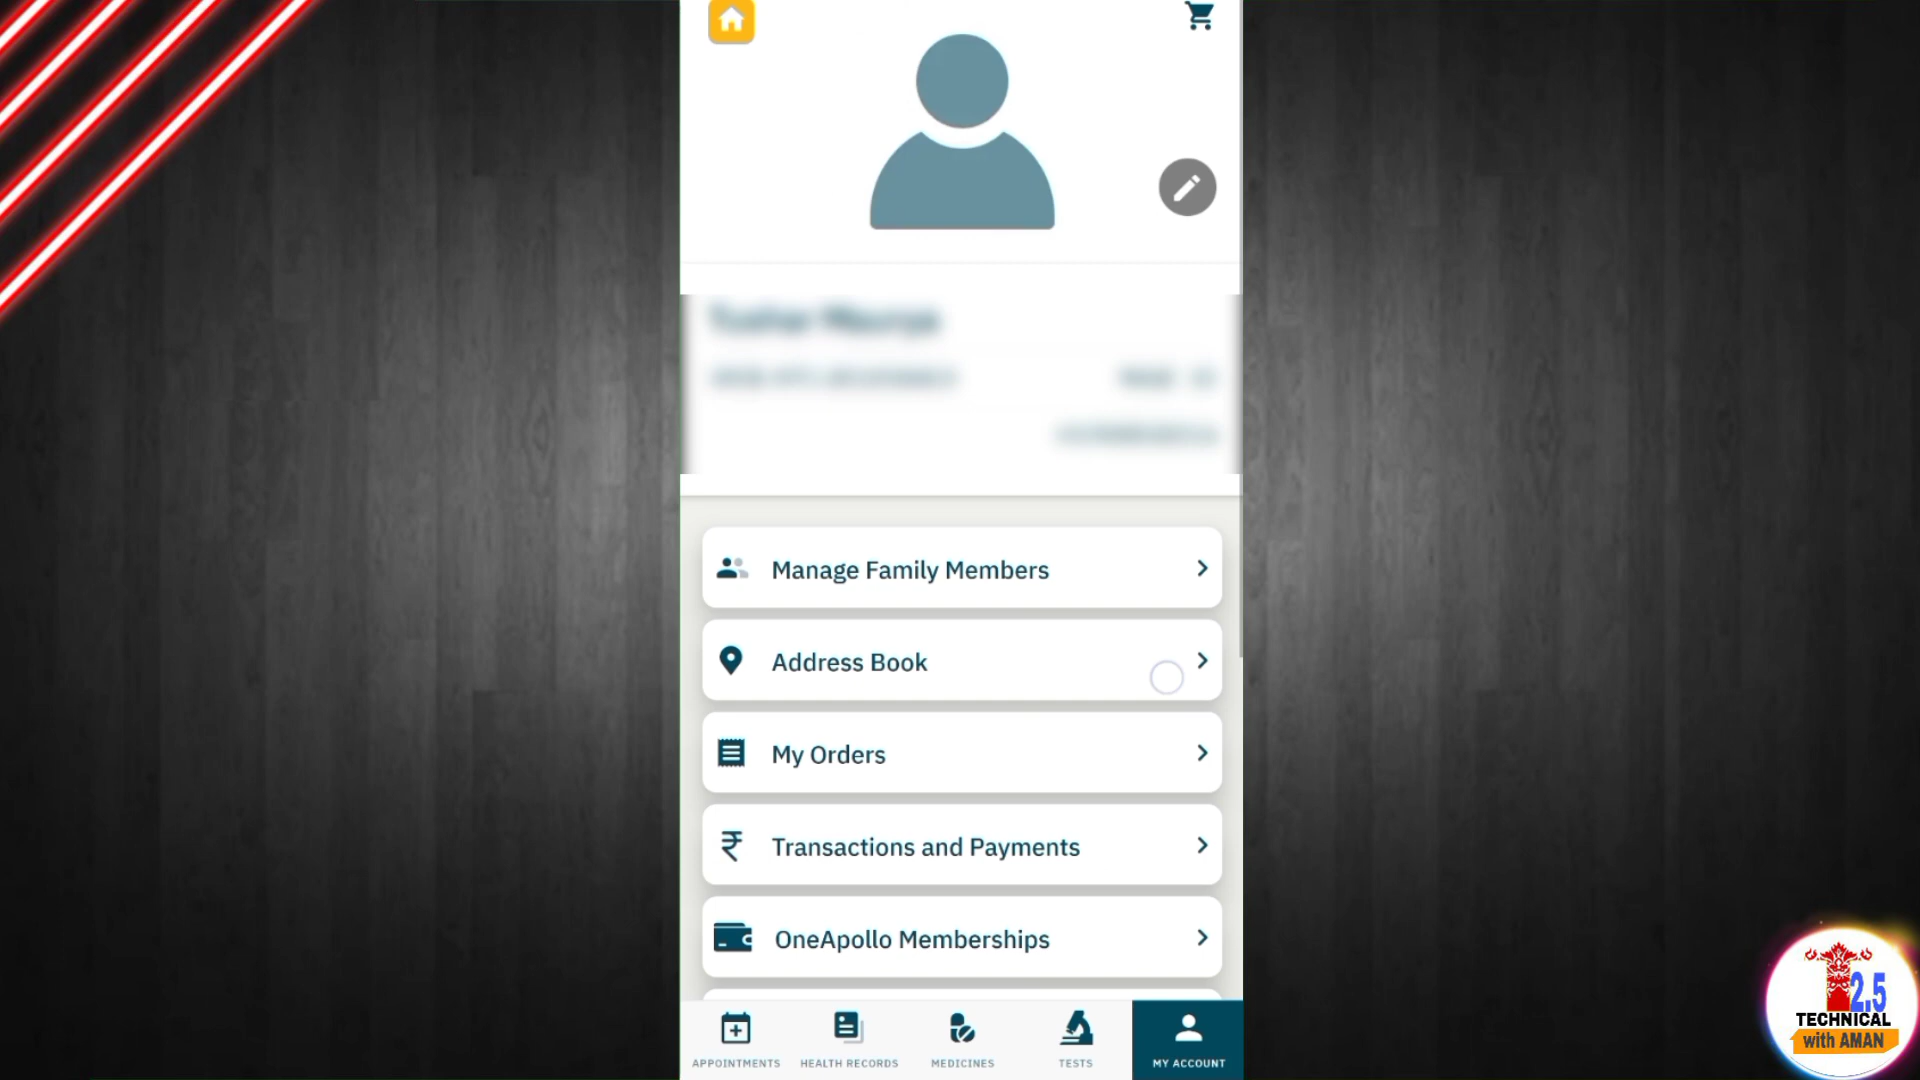 Manage Family Members
Address Book
My Orders
Transactions and Payments
OneApollo Memberships
APPOINTMENTS
HEALTH RECORDS
MEDICINES
TESTS
MY ACCOUNT
2.5
TECHNICAL
with AMAN